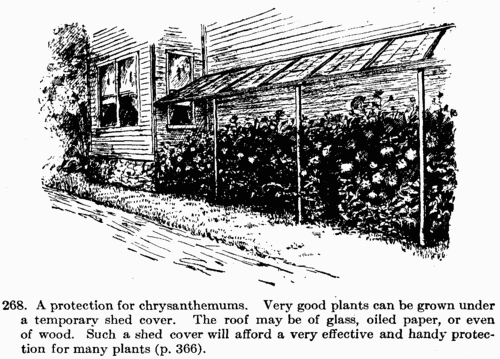 268. A protection for chrysanthemums. Very good plants can be grown under
a temporary shed cover. The roof may be of glass, oiled paper, or even
of wood. Such a shed cover will afford a very effective and handy protec-
tion for many plants (p. 366).